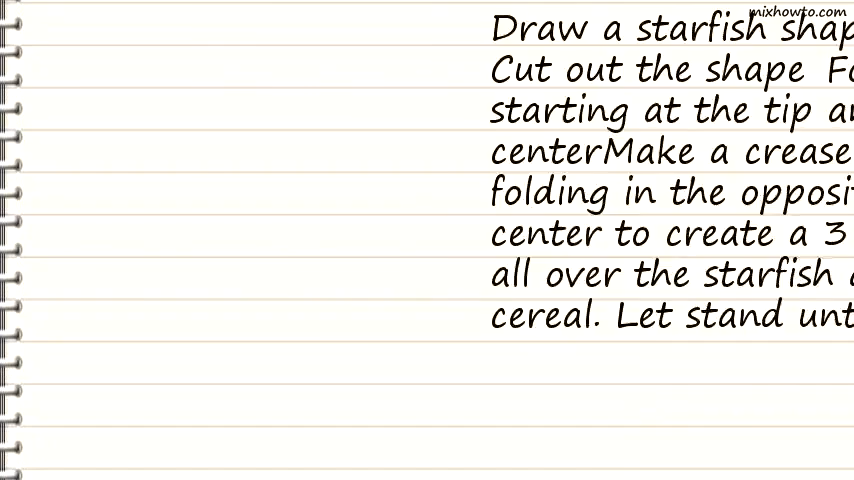 mixhowto.com
Draw a starfish shap
Cut out the shape Fo
starting at the tip a
centerMake a crease
folding in the opposi
center to create a 3
all over the starfish
cereal. Let stand unt